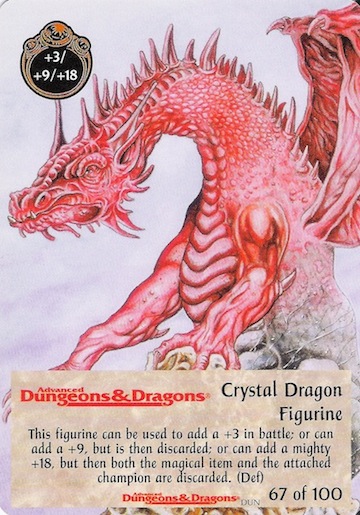 +3/
+9/+18
Advanced
Dungeons & Dragons®
Crystal Dragon
Figurine
This figurine can be used to add a +3 in battle; or can
add a +9, but is then discarded; or can add a mighty
+18, but then both the magical item and the attached
champion are discarded. (Def)
Advanced
Dungeons & Dragons®
DUN
67 of 100